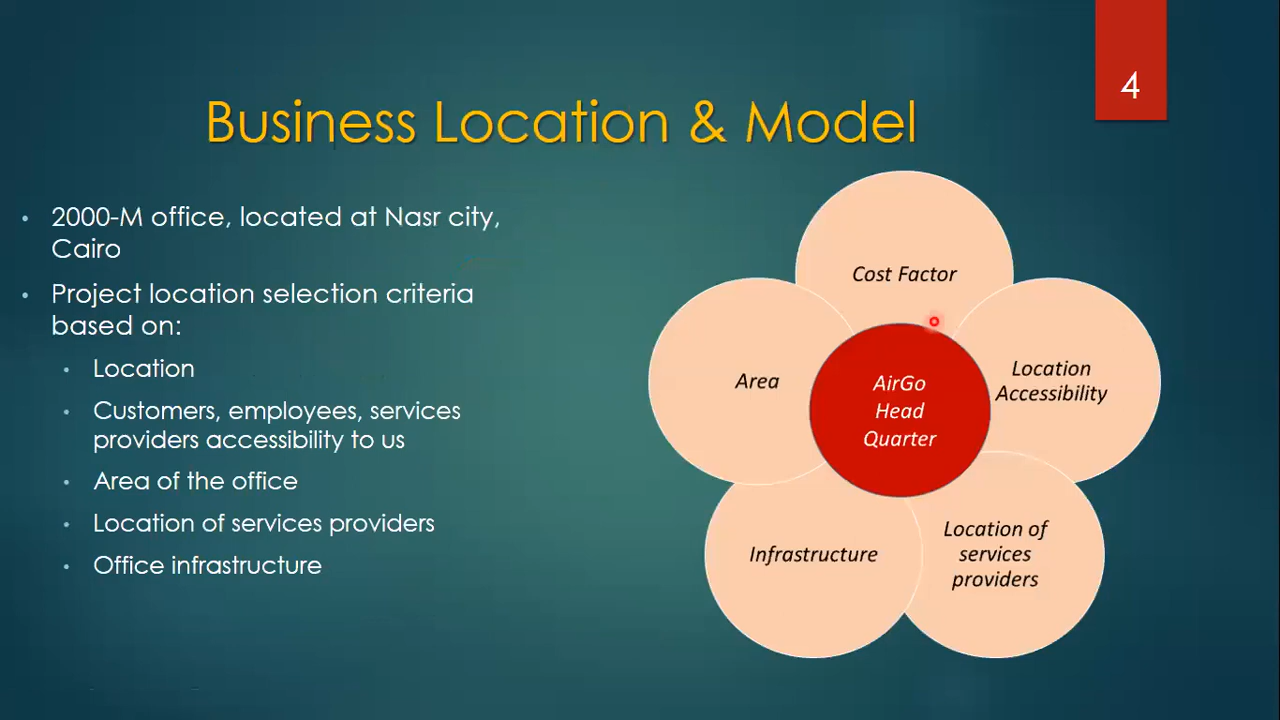 4
Business Location & Model
2000-M office, located at Nasr city,
Cairo
Project location selection criteria
based on:
Location
Customers, employees, services
providers accessibility to us
Area of the office
Location of services providers
Office infrastructure
Cost Factor
Area
AirGo
Head
Quarter
Location
Accessibility
Infrastructure
Location of
services
providers